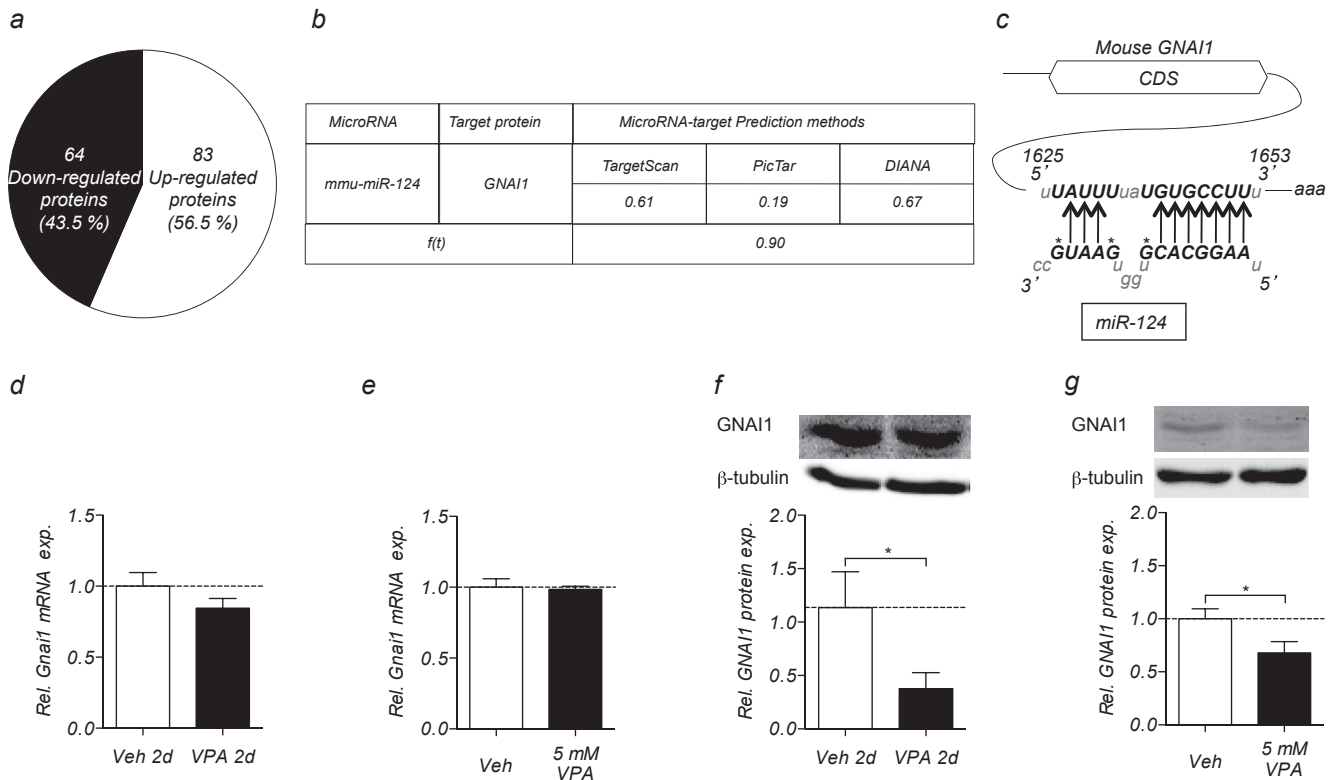 a
64
Down-regulated
proteins
(43.5 %)
83
Up-regulated
proteins
(56.5 %)
b
MicroRNA
Target protein
MicroRNA-target Prediction methods
mmu-miR-124
GNAI1
TargetScan
PicTar
DIANA
0.61
0.19
0.67
f(t)
0.90
c
Mouse GNAI1
CDS
1625
1653
5’
3’
uUAUUUuaUGUGCCUUu
aaa
* * *
ccGUAAGugguGCACGGAAu
3’
5’
miR-124
d
Rel. Gnai1 mRNA exp.
1.5
1.0
0.5
0.0
Veh 2d
VPA 2d
e
Rel. Gnai1 mRNA exp.
1.5
1.0
0.5
0.0
Veh
5 mM
VPA
f
GNAI1
β-tubulin
Rel. GNAI1 protein exp.
2.0
1.5
1.0
0.5
0.0
*
Veh 2d
VPA 2d
g
GNAI1
β-tubulin
Rel. GNAI1 protein exp.
2.0
1.5
1.0
0.5
0.0
*
Veh
5 mM
VPA